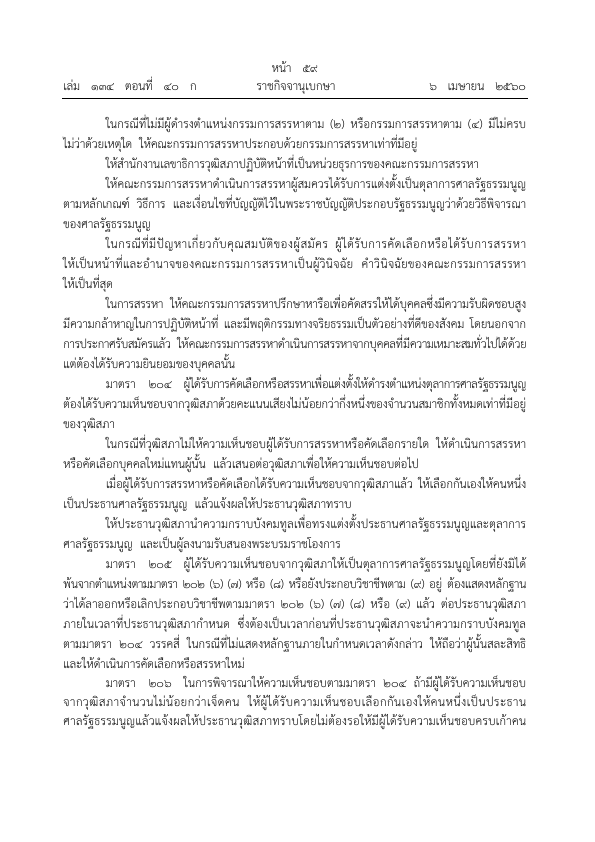 หน้า ๕๙
เล่ม ๑๓๔ ตอนที่ ๔๐ ก ราชกิจจานุเบกษา ๖ เมษายน ๒๕๖๐
ในกรณีที่ไม่มีผู้ดำรงตำแหน่งกรรมการสรรหาตาม (๒) หรือกรรมการสรรหาตาม (๔) มีไม่ครบ
ไม่ว่าด้วยเหตุใด ให้คณะกรรมการสรรหาประกอบด้วยกรรมการสรรหาเท่าที่มีอยู่
ให้สำนักงานเลขาธิการวุฒิสภาปฏิบัติหน้าที่เป็นหน่วยธุรการของคณะกรรมการสรรหา
ให้คณะกรรมการสรรหาดำเนินการสรรหาผู้สมควรได้รับการแต่งตั้งเป็นตุลาการศาลรัฐธรรมนูญ
ตามหลักเกณฑ์ วิธีการ และเงื่อนไขที่บัญญัติไว้ในพระราชบัญญัติประกอบรัฐธรรมนูญว่าด้วยวิธีพิจารณา
ของศาลรัฐธรรมนูญ
ในกรณีที่มีปัญหาเกี่ยวกับคุณสมบัติของผู้สมัคร ผู้ได้รับการคัดเลือกหรือได้รับการสรรหา
ให้เป็นหน้าที่และอำนาจของคณะกรรมการสรรหาเป็นผู้วินิจฉัย คำวินิจฉัยของคณะกรรมการสรรหา
ให้เป็นที่สุด
ในการสรรหา ให้คณะกรรมการสรรหาปรึกษาหารือเพื่อคัดสรรให้ได้บุคคลซึ่งมีความรับผิดชอบสูง
มีความกล้าหาญในการปฏิบัติหน้าที่ และมีพฤติกรรมทางจริยธรรมเป็นตัวอย่างที่ดีของสังคม โดยนอกจาก
การประกาศรับสมัครแล้ว ให้คณะกรรมการสรรหาดำเนินการสรรหาจากบุคคลที่มีความเหมาะสมทั่วไปได้ด้วย
แต่ต้องได้รับความยินยอมของบุคคลนั้น
มาตรา ๒๐๔ ผู้ได้รับการคัดเลือกหรือสรรหาเพื่อแต่งตั้งให้ดำรงตำแหน่งตุลาการศาลรัฐธรรมนูญ
ต้องได้รับความเห็นชอบจากวุฒิสภาด้วยคะแนนเสียงไม่น้อยกว่ากึ่งหนึ่งของจำนวนสมาชิกทั้งหมดเท่าที่มีอยู่
ของวุฒิสภา
ในกรณีที่วุฒิสภาไม่ให้ความเห็นชอบผู้ได้รับการสรรหาหรือคัดเลือกรายใด ให้ดำเนินการสรรหา
หรือคัดเลือกบุคคลใหม่แทนผู้นั้น แล้วเสนอต่อวุฒิสภาเพื่อให้ความเห็นชอบต่อไป
เมื่อผู้ได้รับการสรรหาหรือคัดเลือกได้รับความเห็นชอบจากวุฒิสภาแล้ว ให้เลือกกันเองให้คนหนึ่ง
เป็นประธานศาลรัฐธรรมนูญ แล้วแจ้งผลให้ประธานวุฒิสภาทราบ
ให้ประธานวุฒิสภานำความกราบบังคมทูลเพื่อทรงแต่งตั้งประธานศาลรัฐธรรมนูญและตุลาการ
ศาลรัฐธรรมนูญ และเป็นผู้ลงนามรับสนองพระบรมราชโองการ
มาตรา ๒๐๕ ผู้ได้รับความเห็นชอบจากวุฒิสภาให้เป็นตุลาการศาลรัฐธรรมนูญโดยที่ยังมิได้
พ้นจากตำแหน่งตามมาตรา ๒๐๒ (๖) (๗) หรือ (๘) หรือยังประกอบวิชาชีพตาม (๙) อยู่ ต้องแสดงหลักฐาน
ว่าได้ลาออกหรือเลิกประกอบวิชาชีพตามมาตรา ๒๐๒ (๖) (๗) (๘) หรือ (๙) แล้ว ต่อประธานวุฒิสภา
ภายในเวลาที่ประธานวุฒิสภากำหนด ซึ่งต้องเป็นเวลาก่อนที่ประธานวุฒิสภาจะนำความกราบบังคมทูล
ตามมาตรา ๒๐๔ วรรคสี่ ในกรณีที่ไม่แสดงหลักฐานภายในกำหนดเวลาดังกล่าว ให้ถือว่าผู้นั้นสละสิทธิ
และให้ดำเนินการคัดเลือกหรือสรรหาใหม่
มาตรา ๒๐๖ ในการพิจารณาให้ความเห็นชอบตามมาตรา ๒๐๔ ถ้ามีผู้ได้รับความเห็นชอบ
จากวุฒิสภาจำนวนไม่น้อยกว่าเจ็ดคน ให้ผู้ได้รับความเห็นชอบเลือกกันเองให้คนหนึ่งเป็นประธาน
ศาลรัฐธรรมนูญแล้วแจ้งผลให้ประธานวุฒิสภาทราบโดยไม่ต้องรอให้มีผู้ได้รับความเห็นชอบครบเก้าคน